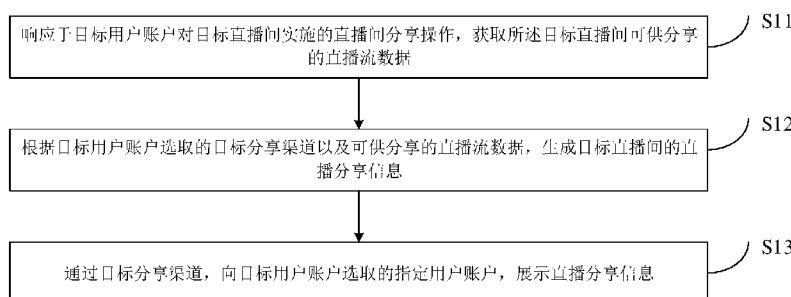 响应于目标用户账户对目标直播间实施的直播间分享操作，获取所述目标直播间可供分享
的直播流数据
S11
根据目标用户账户选取的目标分享渠道以及可供分享的直播流数据，生成目标直播间的直
播分享信息
S12
通过目标分享渠道，向目标用户账户选取的指定用户账户，展示直播分享信息
S13